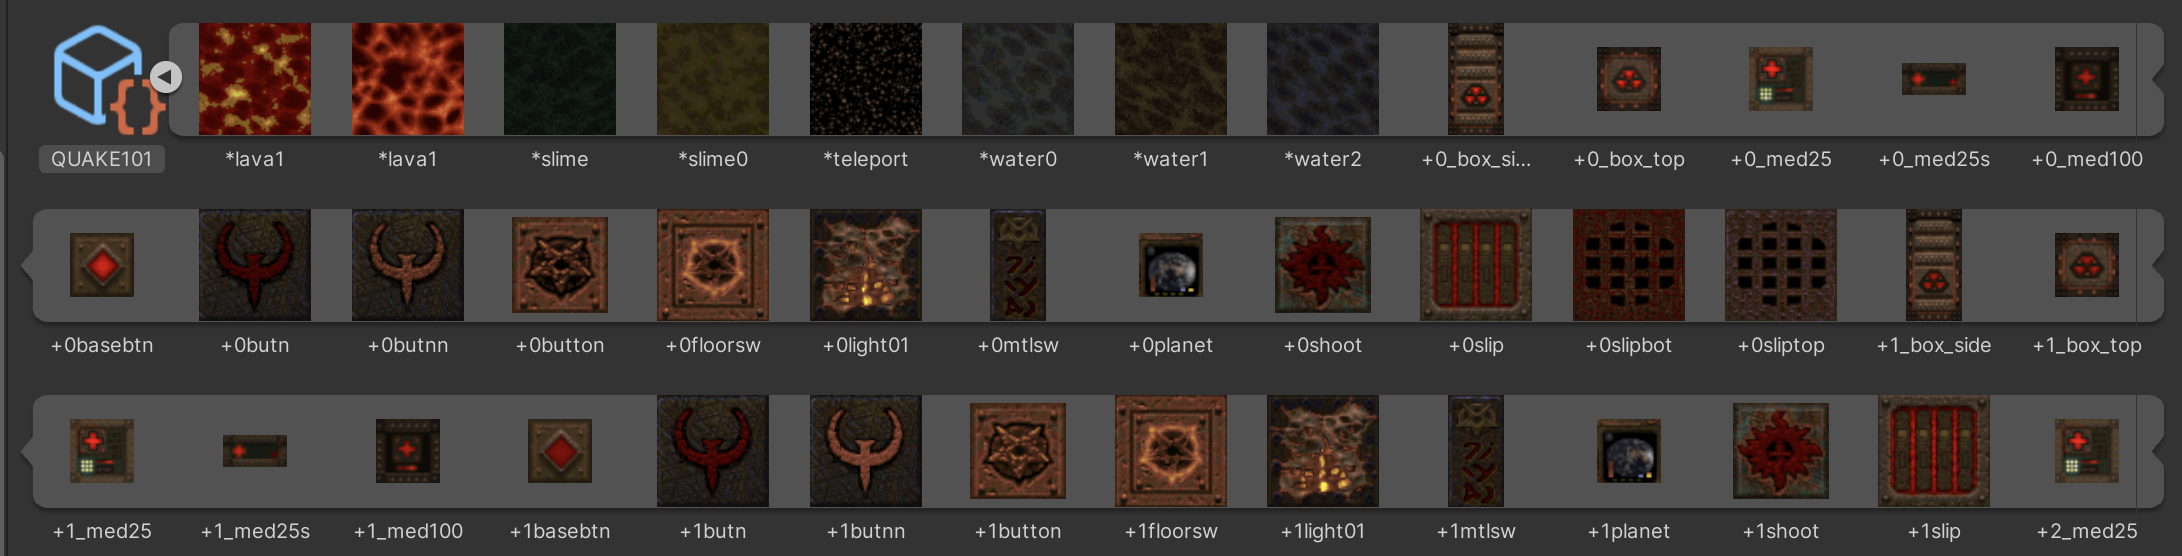 QUAKE101 *lava1 *lava1 *slime *slime0 *teleport *water0 *water1 *water2 +0_box_si... +0_box_top +0_med25 +0_med25s +0_med100
+0basebtn +0butn +0butnn +0button +0floorsw +0light01 +0mtlsw +0planet +0shoot +0slip +0slipbot +0sliptop +1_box_side +1_box_top
+1_med25 +1_med25s +1_med100 +1basebtn +1butn +1butnn +1button +1floorsw +1light01 +1mtlsw +1planet +1shoot +1slip +2_med25